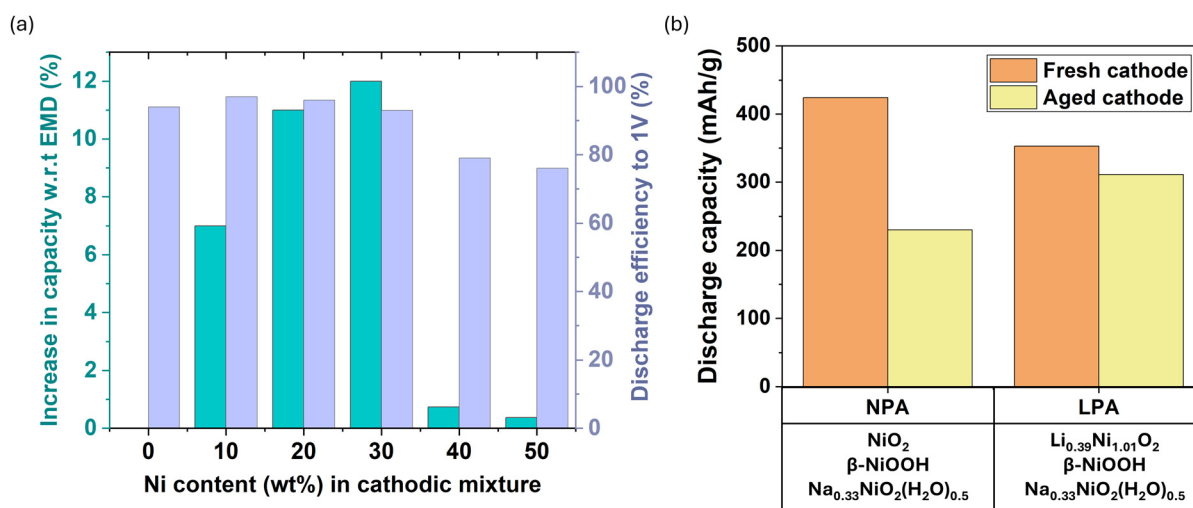 (a)
Increase in capacity w.r.t EMD (%)
12
10
8
6
4
2
0
0 10 20 30 40 50
Ni content (wt%) in cathodic mixture
100
80
60
40
20
0
Discharge efficiency to 1V (%)
(b)
Discharge capacity (mAh/g)
500
400
300
200
100
0
Fresh cathode
Aged cathode
NPA LPA
NiO₂ Li₀.₃₉Ni₁.₀₁O₂
β-NiOOH β-NiOOH
Na₀.₃₃NiO₂(H₂O)₀.₅ Na₀.₃₃NiO₂(H₂O)₀.₅